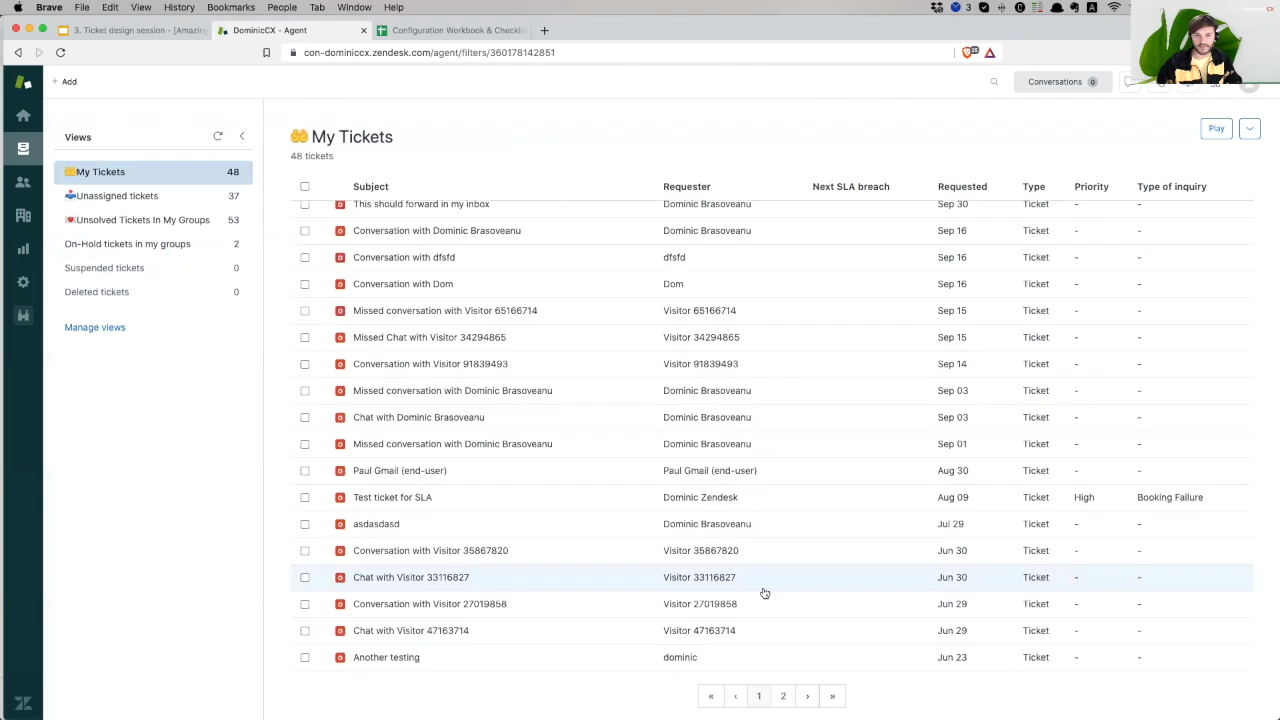 Brave File Edit View History Bookmarks People Tab Window Help
3. Ticket design session - [Amazing
DominicCX - Agent
Configuration Workbook & Checklis
con-dominiccx.zendesk.com/agent/filters/360178142851
+ Add
Conversations 0
Views
My Tickets 48
Unassigned tickets 37
Unsolved Tickets In My Groups 53
On-Hold tickets in my groups 2
Suspended tickets 0
Deleted tickets 0
Manage views
My Tickets
48 tickets
Play
Subject Requester Next SLA breach Requested Type Priority Type of inquiry
This should forward in my inbox Dominic Brasoveanu Sep 30 Ticket - -
Conversation with Dominic Brasoveanu Dominic Brasoveanu Sep 16 Ticket - -
Conversation with dfsfd dfsfd Sep 16 Ticket - -
Conversation with Dom Dom Sep 16 Ticket - -
Missed conversation with Visitor 65166714 Visitor 65166714 Sep 15 Ticket - -
Missed Chat with Visitor 34294865 Visitor 34294865 Sep 15 Ticket - -
Conversation with Visitor 91839493 Visitor 91839493 Sep 14 Ticket - -
Missed conversation with Dominic Brasoveanu Dominic Brasoveanu Sep 03 Ticket - -
Chat with Dominic Brasoveanu Dominic Brasoveanu Sep 03 Ticket - -
Missed conversation with Dominic Brasoveanu Dominic Brasoveanu Sep 01 Ticket - -
Paul Gmail (end-user) Paul Gmail (end-user) Aug 30 Ticket - -
Test ticket for SLA Dominic Zendesk Aug 09 Ticket High Booking Failure
asdasdasd Dominic Brasoveanu Jul 29 Ticket - -
Conversation with Visitor 35867820 Visitor 35867820 Jun 30 Ticket - -
Chat with Visitor 33116827 Visitor 33116827 Jun 30 Ticket - -
Conversation with Visitor 27019858 Visitor 27019858 Jun 29 Ticket - -
Chat with Visitor 47163714 Visitor 47163714 Jun 29 Ticket - -
Another testing dominic Jun 23 Ticket - -
« ‹ 1 2 › »